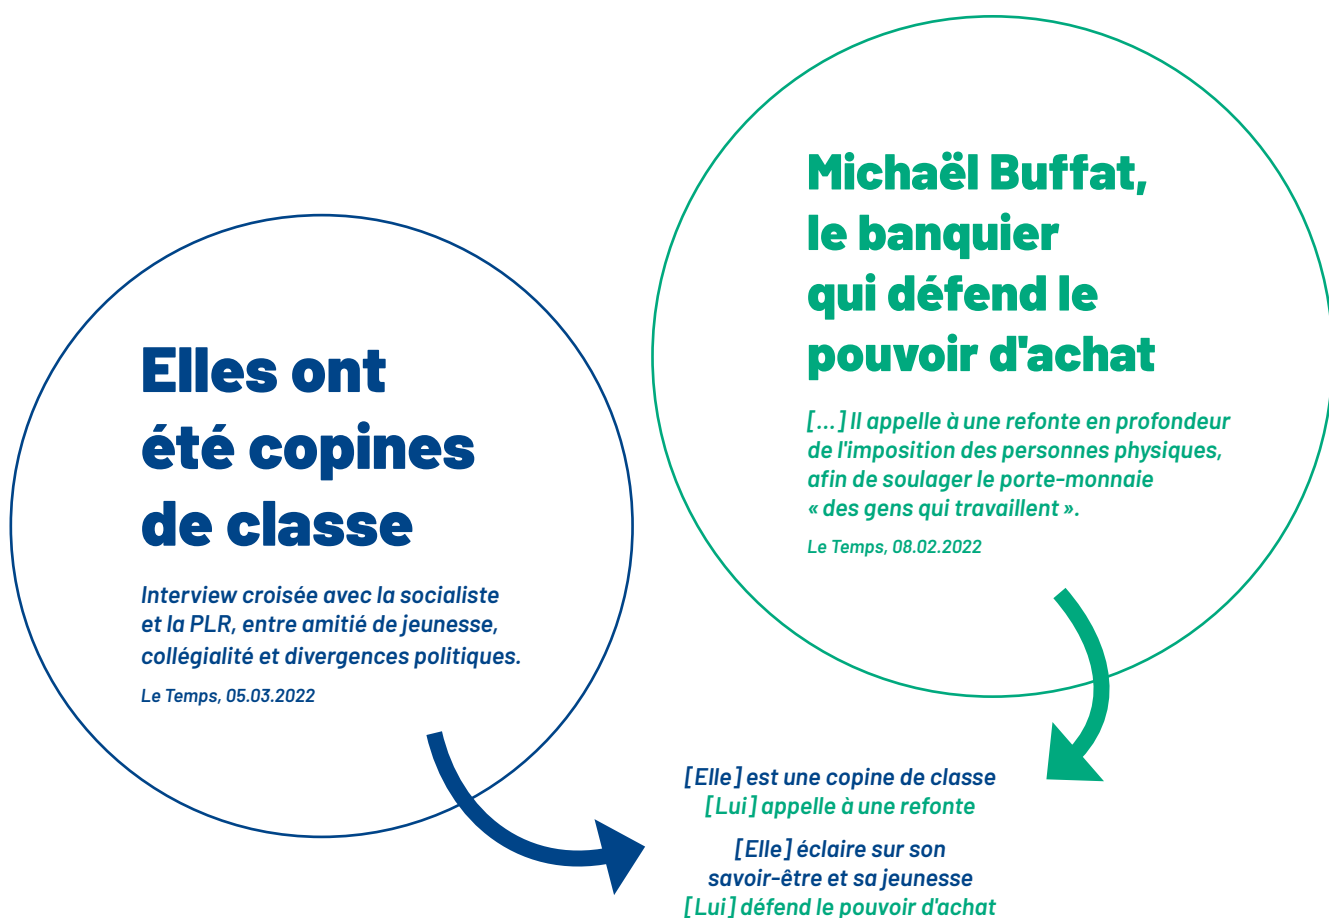 Elles ont
été copines
de classe
Interview croisée avec la socialiste
et la PLR, entre amitié de jeunesse,
collégialité et divergences politiques.
Le Temps, 05.03.2022
Michaël Buffat,
le banquier
qui défend le
pouvoir d'achat
[...] Il appelle à une refonte en profondeur
de l'imposition des personnes physiques,
afin de soulager le porte-monnaie
« des gens qui travaillent ».
Le Temps, 08.02.2022
[Elle] est une copine de classe
[Lui] appelle à une refonte
[Elle] éclaire sur son
savoir-être et sa jeunesse
[Lui] défend le pouvoir d'achat